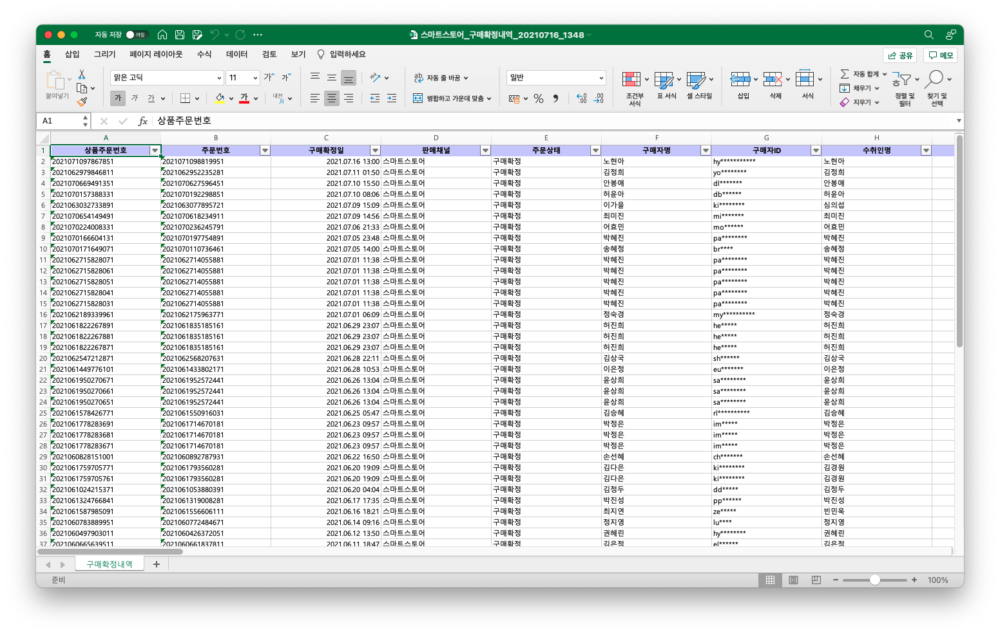 자동 저장 꺼짐 스마트스토어_구매확정내역_20210716_1348
홈 삽입 그리기 페이지 레이아웃 수식 데이터 검토 보기 입력하세요 공유 메모
붙여넣기 맑은 고딕 11 가 가 자동 줄 바꿈 일반 조건부 서식 표 서식 셀 스타일 삽입 삭제 서식 자동 합계 채우기 지우기 정렬 및 필터 찾기 및 선택
가 가 가 가 내천 병합하고 가운데 맞춤 % 9 .00 .00
A1 fx 상품주문번호
A B C D E F G H
1 상품주문번호 주문번호 구매확정일 판매채널 주문상태 구매자명 구매자ID 수취인명
2 2021071097867851 2021071098819951 2021.07.16 13:00 스마트스토어 구매확정 노현아 hy*********** 노현아
3 2021062979846811 2021062952235281 2021.07.11 01:50 스마트스토어 구매확정 김정희 yo******** 김정희
4 2021070669491351 2021070627596451 2021.07.10 15:50 스마트스토어 구매확정 안봉애 dl******* 안봉애
5 2021070157388331 2021070192298851 2021.07.10 08:06 스마트스토어 구매확정 허윤아 db****** 허윤아
6 2021063032733891 2021063077895721 2021.07.09 15:09 스마트스토어 구매확정 이가을 ki******** 심의섭
7 2021070654149491 2021070618234911 2021.07.09 14:56 스마트스토어 구매확정 최미진 mi******* 최미진
8 2021070224008331 2021070236245791 2021.07.06 21:33 스마트스토어 구매확정 어효민 mo****** 어효민
9 2021070166604131 2021070197754891 2021.07.05 23:48 스마트스토어 구매확정 박혜진 pa******** 박혜진
10 2021070171649071 2021070110736461 2021.07.05 14:00 스마트스토어 구매확정 송혜정 br**** 송혜정
11 2021062715828071 2021062714055881 2021.07.01 11:38 스마트스토어 구매확정 박혜진 pa******** 박혜진
12 2021062715828061 2021062714055881 2021.07.01 11:38 스마트스토어 구매확정 박혜진 pa******** 박혜진
13 2021062715828051 2021062714055881 2021.07.01 11:38 스마트스토어 구매확정 박혜진 pa******** 박혜진
14 2021062715828041 2021062714055881 2021.07.01 11:38 스마트스토어 구매확정 박혜진 pa******** 박혜진
15 2021062715828031 2021062714055881 2021.07.01 11:38 스마트스토어 구매확정 박혜진 pa******** 박혜진
16 2021062189339961 2021062175963771 2021.07.01 06:09 스마트스토어 구매확정 정숙경 my********** 정숙경
17 2021061822267891 2021061835185161 2021.06.29 23:07 스마트스토어 구매확정 허진희 he***** 허진희
18 2021061822267881 2021061835185161 2021.06.29 23:07 스마트스토어 구매확정 허진희 he***** 허진희
19 2021061822267871 2021061835185161 2021.06.29 23:07 스마트스토어 구매확정 허진희 he***** 허진희
20 2021062547212871 2021062568207631 2021.06.28 22:11 스마트스토어 구매확정 김상국 sh****** 김상국
21 2021061449776101 2021061433802171 2021.06.28 10:53 스마트스토어 구매확정 이은정 eu******* 이은정
22 2021061950270671 2021061952572441 2021.06.26 13:04 스마트스토어 구매확정 윤상희 sa******** 윤상희
23 2021061950270661 2021061952572441 2021.06.26 13:04 스마트스토어 구매확정 윤상희 sa******** 윤상희
24 2021061950270651 2021061952572441 2021.06.26 13:04 스마트스토어 구매확정 윤상희 sa******** 윤상희
25 2021061578426771 2021061550916031 2021.06.25 05:47 스마트스토어 구매확정 김승혜 rl********** 김승혜
26 2021061778283691 2021061714670181 2021.06.23 09:57 스마트스토어 구매확정 박정은 im***** 박정은
27 2021061778283681 2021061714670181 2021.06.23 09:57 스마트스토어 구매확정 박정은 im***** 박정은
28 2021061778283671 2021061714670181 2021.06.23 09:57 스마트스토어 구매확정 박정은 im***** 박정은
29 2021060828151001 2021060892787931 2021.06.22 16:50 스마트스토어 구매확정 손선혜 ch******* 손선혜
30 2021061759705771 2021061793560281 2021.06.20 19:09 스마트스토어 구매확정 김다은 ki******** 김경원
31 2021061759705761 2021061793560281 2021.06.20 19:09 스마트스토어 구매확정 김다은 ki******** 김경원
32 2021061024215371 2021061053880391 2021.06.20 04:04 스마트스토어 구매확정 김정두 dd***** 김정두
33 2021061324766841 2021061319008281 2021.06.17 17:35 스마트스토어 구매확정 박진성 pp****** 박진성
34 2021061587985091 2021061556606111 2021.06.16 18:21 스마트스토어 구매확정 최지연 ze***** 빈민욱
35 2021060783889951 2021060772484671 2021.06.14 09:16 스마트스토어 구매확정 정지영 lu**** 정지영
36 2021060497903011 2021060426372051 2021.06.12 13:50 스마트스토어 구매확정 권혜린 hy******** 권혜린
37 2021060665639511 2021060661837811 2021.06.11 18:47 스마트스토어 구매확정 김은정 el****** 김은정
구매확정내역
준비 100%